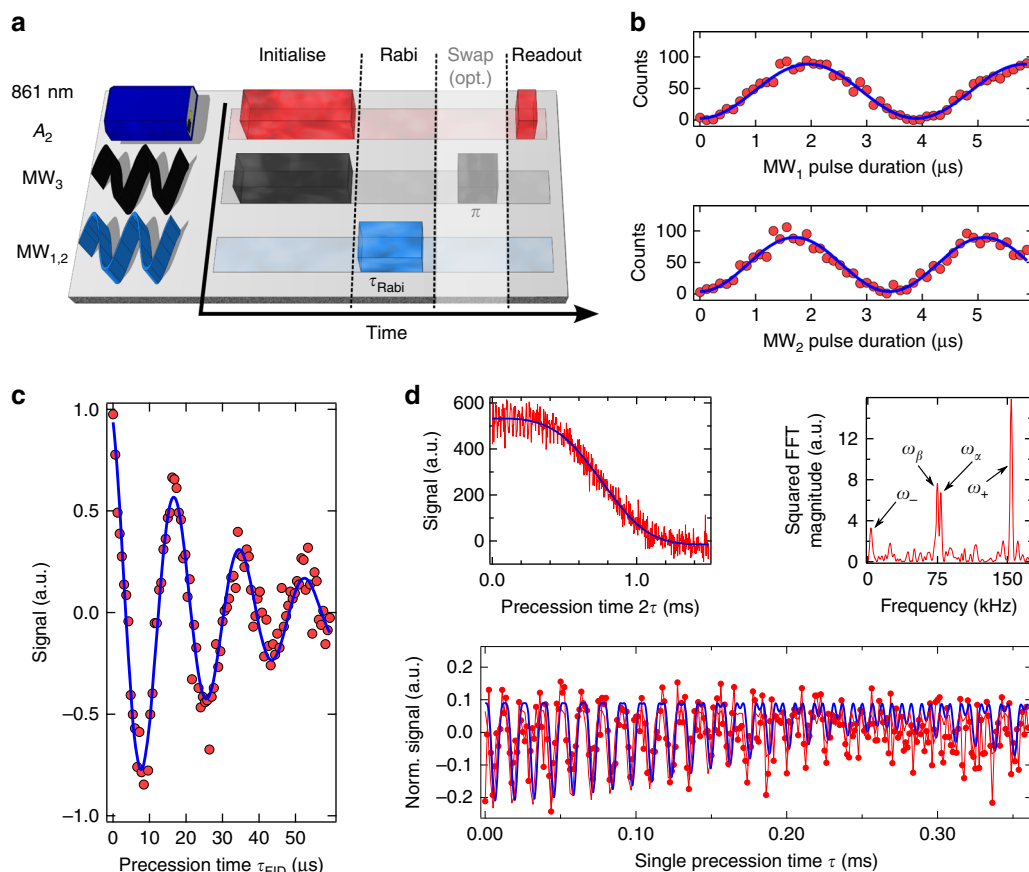 a
Initialise Rabi Swap (opt.) Readout
861 nm
A₂
MW₃
π
MW₁,₂
τRabi
Time
b
Counts
100
50
0
0 1 2 3 4 5
MW₁ pulse duration (μs)
Counts
100
50
0
0 1 2 3 4 5
MW₂ pulse duration (μs)
c
Signal (a.u.)
1.0
0.5
0.0
−0.5
−1.0
0 10 20 30 40 50
Precession time τFID (μs)
d
Signal (a.u.)
600
400
200
0
0.0 1.0
Precession time 2τ (ms)
Squared FFT
magnitude (a.u.)
12
8
4
0
ω− ωβ ωα ω+
0 75 150
Frequency (kHz)
Norm. signal (a.u.)
0.2
0.1
0.0
−0.1
−0.2
0.00 0.10 0.20 0.30
Single precession time τ (ms)